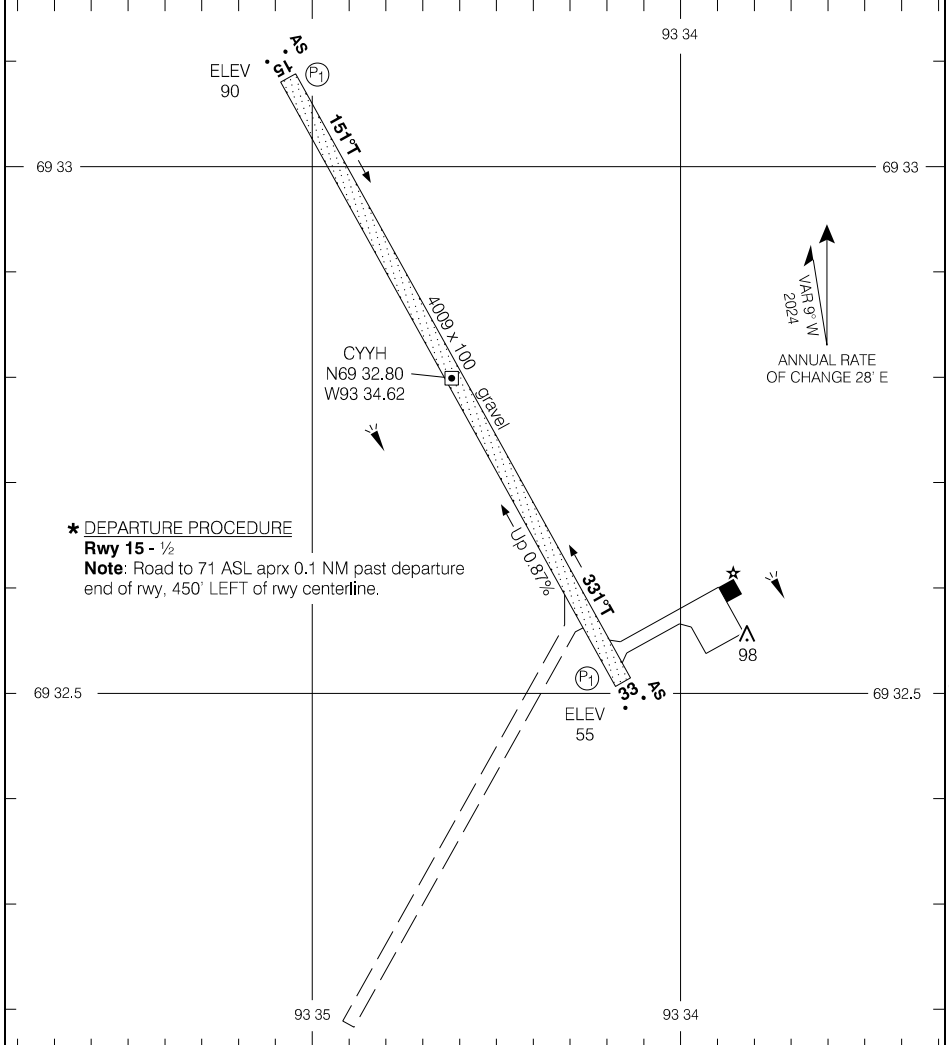 93 34
AS
15
P1
ELEV
90
151°T
69 33
69 33
VAR 9° W
2024
ANNUAL RATE
OF CHANGE 28' E
4009 x 100
gravel
CYYH
N69 32.80
W93 34.62
* DEPARTURE PROCEDURE
Rwy 15 - ½
Note: Road to 71 ASL aprx 0.1 NM past departure
end of rwy, 450' LEFT of rwy centerline.
Up 0.87%
331°T
98
P1
33
AS
69 32.5
69 32.5
ELEV
55
93 35
93 34